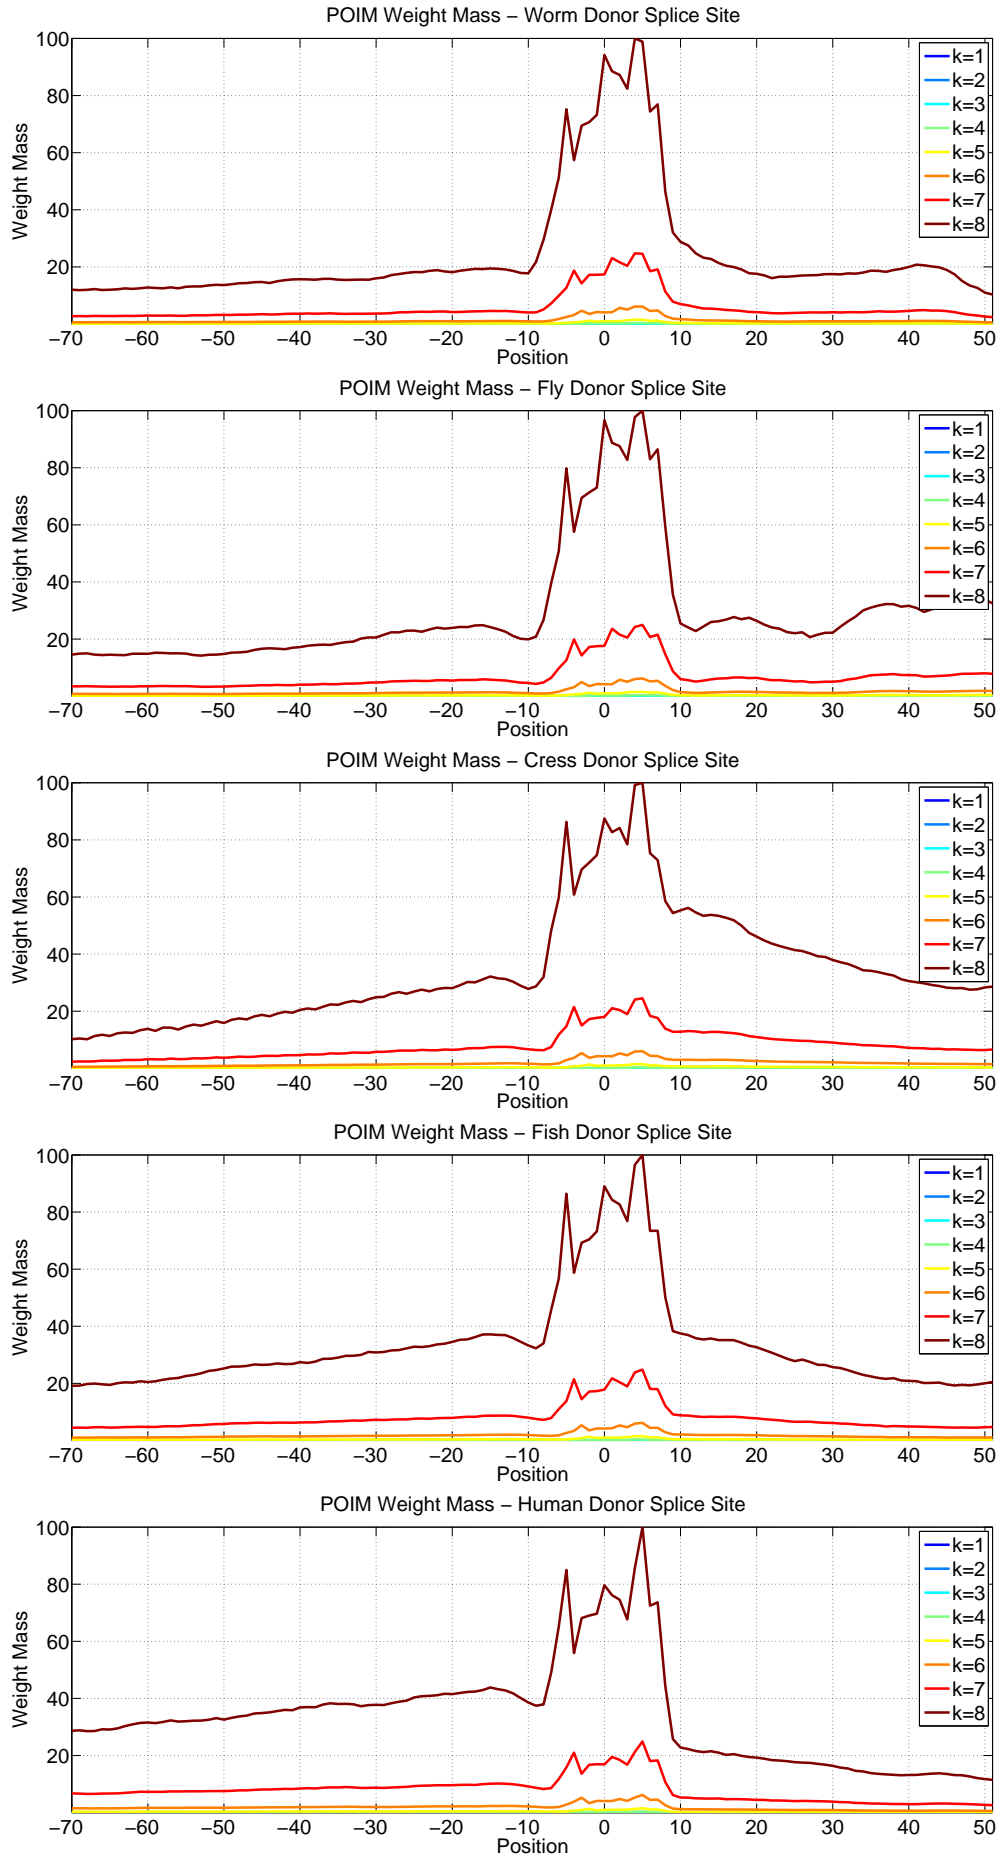 POIM Weight Mass – Worm Donor Splice Site
100
80
60
40
20
Weight Mass
−70 −60 −50 −40 −30 −20 −10 0 10 20 30 40 50
Position
k=1
k=2
k=3
k=4
k=5
k=6
k=7
k=8
POIM Weight Mass – Fly Donor Splice Site
100
80
60
40
20
Weight Mass
−70 −60 −50 −40 −30 −20 −10 0 10 20 30 40 50
Position
k=1
k=2
k=3
k=4
k=5
k=6
k=7
k=8
POIM Weight Mass – Cress Donor Splice Site
100
80
60
40
20
Weight Mass
−70 −60 −50 −40 −30 −20 −10 0 10 20 30 40 50
Position
k=1
k=2
k=3
k=4
k=5
k=6
k=7
k=8
POIM Weight Mass – Fish Donor Splice Site
100
80
60
40
20
Weight Mass
−70 −60 −50 −40 −30 −20 −10 0 10 20 30 40 50
Position
k=1
k=2
k=3
k=4
k=5
k=6
k=7
k=8
POIM Weight Mass – Human Donor Splice Site
100
80
60
40
20
Weight Mass
−70 −60 −50 −40 −30 −20 −10 0 10 20 30 40 50
Position
k=1
k=2
k=3
k=4
k=5
k=6
k=7
k=8